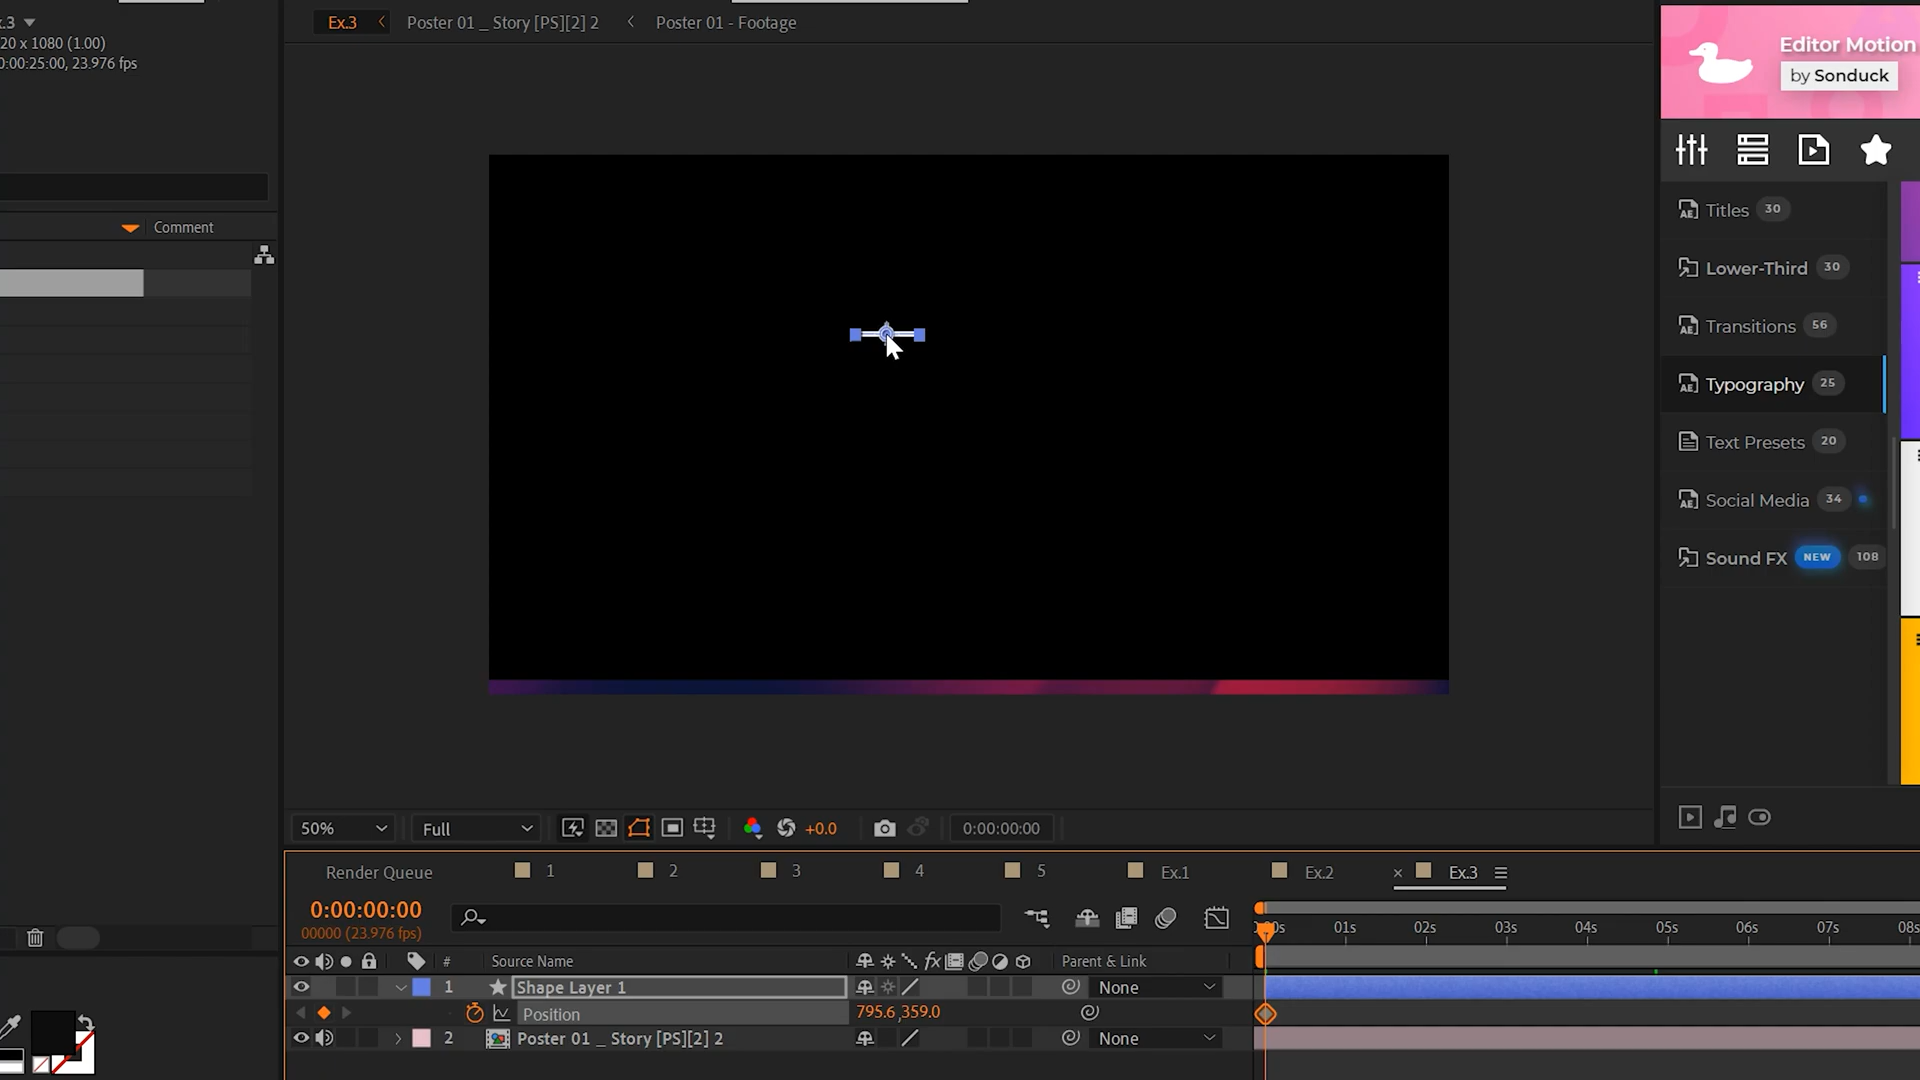 .3
Ex.3
Poster 01 _ Story [PS][2] 2
Poster 01 - Footage
20 x 1080 (1.00)
0:00:25:00, 23.976 fps
Comment
Editor Motion
by Sonduck
Titles 30
Lower-Third 30
Transitions 56
Typography 25
Text Presets 20
Social Media 34
Sound FX NEW 108
50%
Full
+0.0
0:00:00:00
Render Queue
1
2
3
4
5
Ex.1
Ex.2
× Ex.3
0:00:00:00
00000 (23.976 fps)
00s 01s 02s 03s 04s 05s 06s 07s 08s
# Source Name
fx
Parent & Link
1 Shape Layer 1 None
Position 795.6,359.0
2 Poster 01 _ Story [PS][2] 2 None